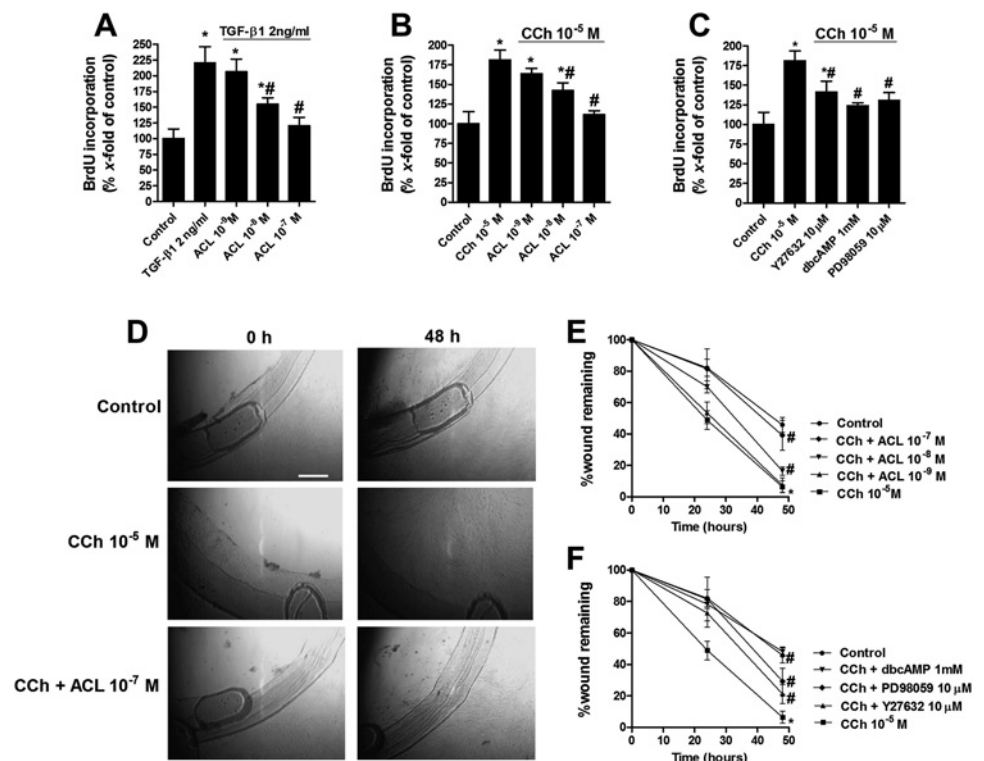 A
TGF-β1 2ng/ml
BrdU incorporation
(% x-fold of control)
250
225
200
175
150
125
100
75
50
25
0
*
*
*#
#
Control
TGF-β1 2 ng/ml
ACL 10⁻⁹ M
ACL 10⁻⁸ M
ACL 10⁻⁷ M
B
CCh 10⁻⁵ M
BrdU incorporation
(% x-fold of control)
200
175
150
125
100
75
50
25
0
*
*
*#
#
Control
CCh 10⁻⁵ M
ACL 10⁻⁹ M
ACL 10⁻⁸ M
ACL 10⁻⁷ M
C
CCh 10⁻⁵ M
BrdU incorporation
(% x-fold of control)
200
175
150
125
100
75
50
25
0
*
*#
#
#
Control
CCh 10⁻⁵ M
Y27632 10 µM
dbcAMP 1mM
PD98059 10 µM
D
0 h
48 h
Control
CCh 10⁻⁵ M
CCh + ACL 10⁻⁷ M
E
%wound remaining
100
80
60
40
20
0
#
#
*
0 10 20 30 40 50
Time (hours)
Control
CCh + ACL 10⁻⁷ M
CCh + ACL 10⁻⁸ M
CCh + ACL 10⁻⁹ M
CCh 10⁻⁵M
F
%wound remaining
100
80
60
40
20
0
#
#
#
*
0 10 20 30 40 50
Time (hours)
Control
CCh + dbcAMP 1mM
CCh + PD98059 10 µM
CCh + Y27632 10 µM
CCh 10⁻⁵ M